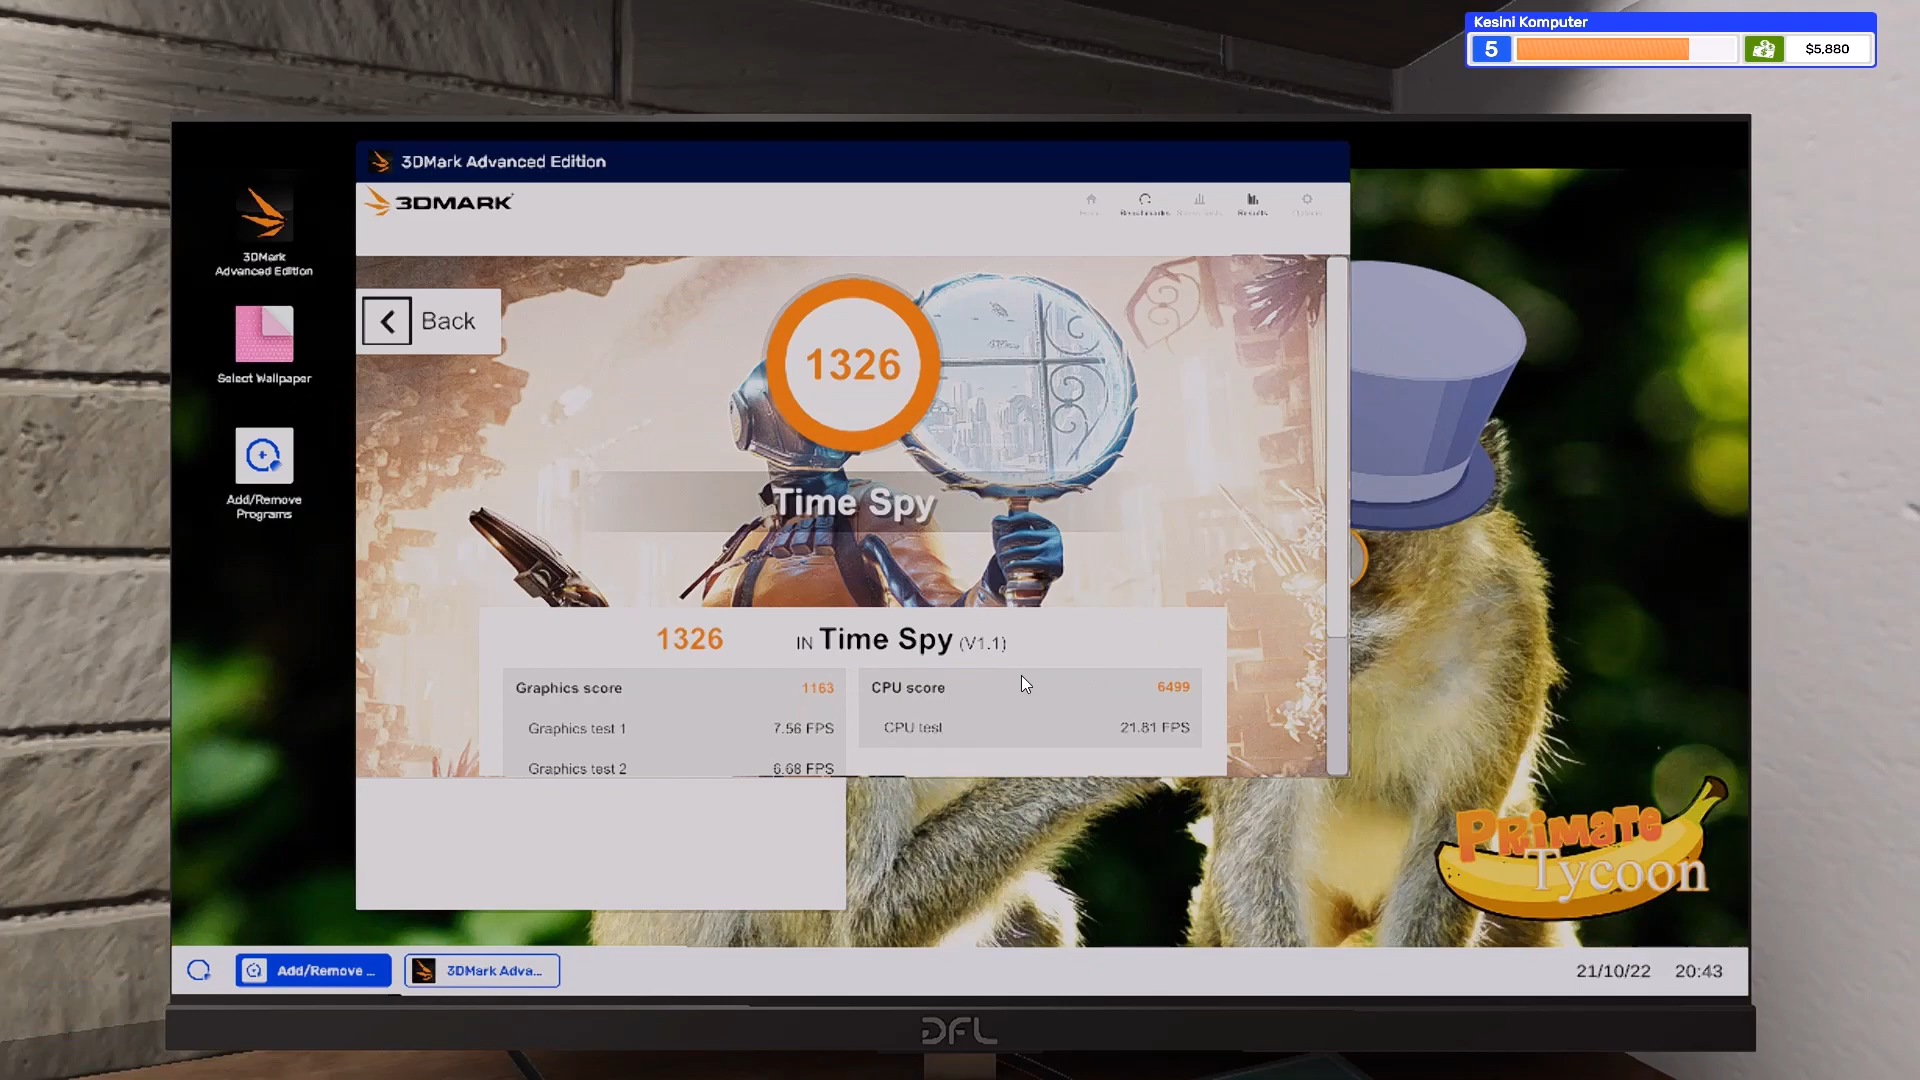 Kesini Komputer
5
$5,880
3DMark Advanced Edition
3DMARK
Benchmarks
Results
3DMark
Advanced Edition
Back
1326
Select Wallpaper
Time Spy
Add/Remove
Programs
1326 IN Time Spy (V1.1)
Graphics score 1163
CPU score 6499
Graphics test 1 7.56 FPS
CPU test 21.81 FPS
Graphics test 2 6.68 FPS
PRiMATE
Tycoon
Add/Remove ...
3DMark Adva...
21/10/22 20:43
DFL